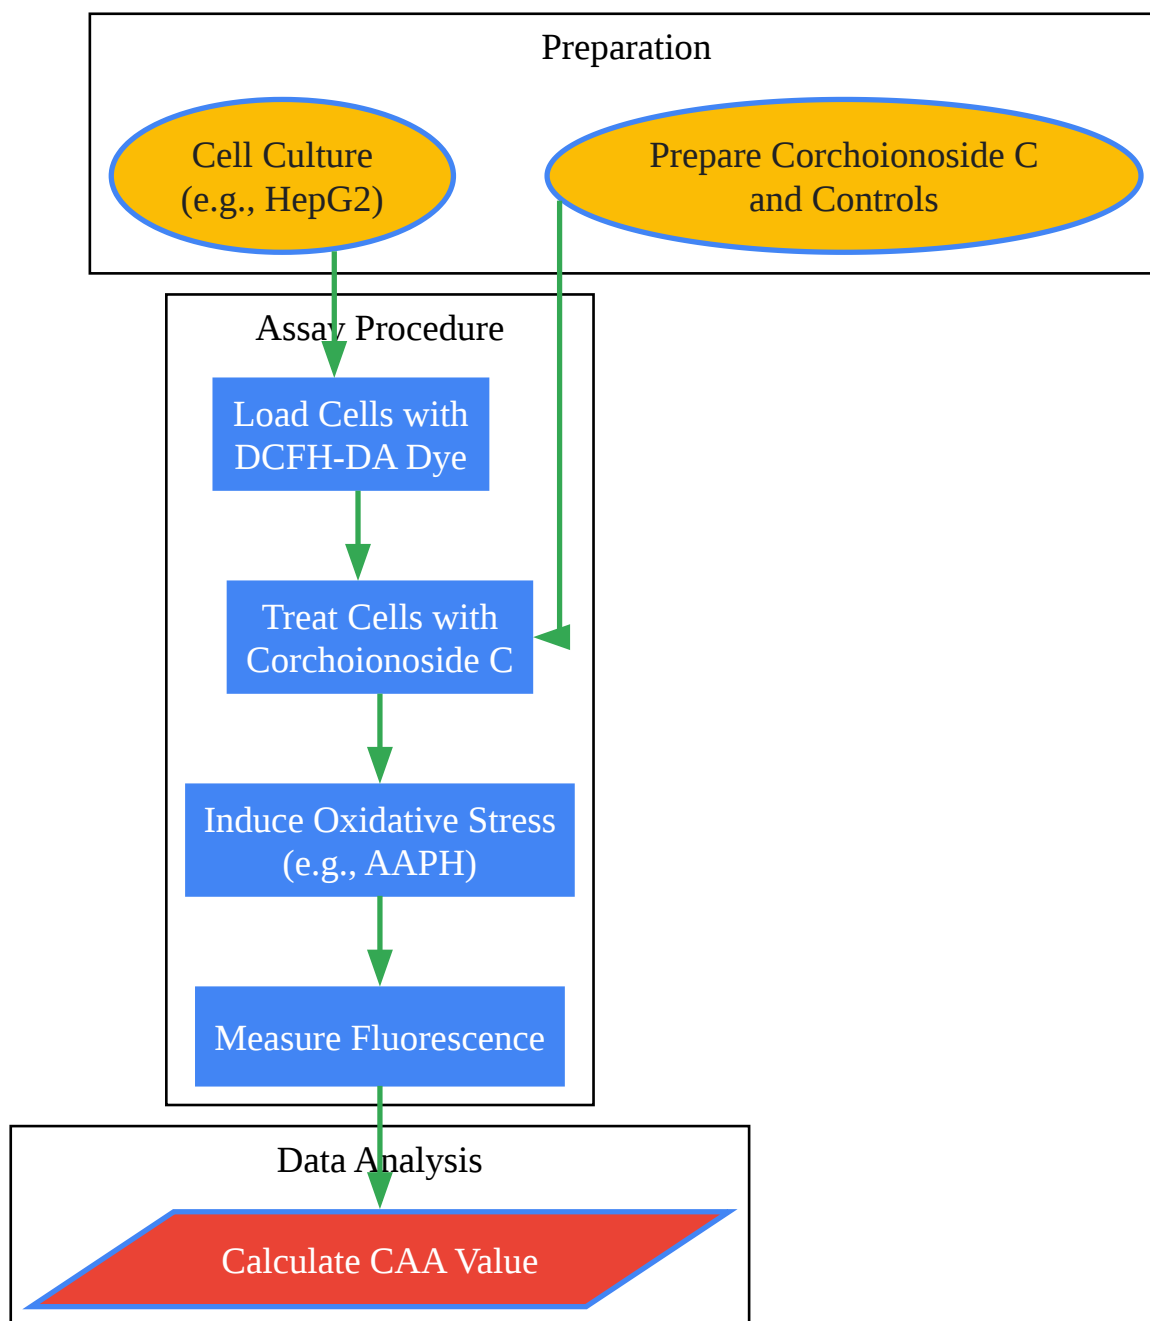 Preparation
Cell Culture
(e.g., HepG2)
Prepare Corchoionoside C
and Controls
Assay Procedure
Load Cells with
DCFH-DA Dye
Treat Cells with
Corchoionoside C
Induce Oxidative Stress
(e.g., AAPH)
Measure Fluorescence
Data Analysis
Calculate CAA Value